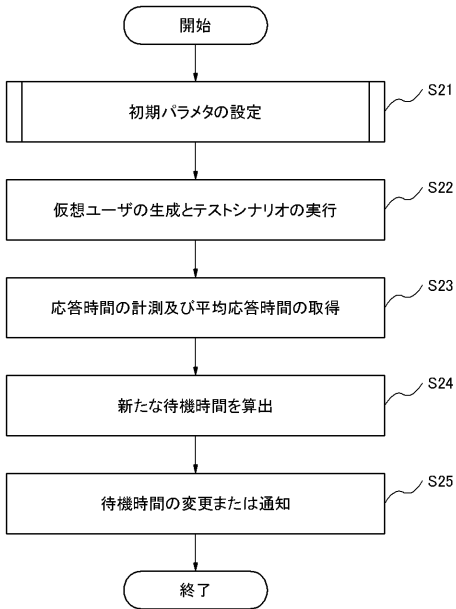 開始
初期パラメタの設定
S21
仮想ユーザの生成とテストシナリオの実行
S22
応答時間の計測及び平均応答時間の取得
S23
新たな待機時間を算出
S24
待機時間の変更または通知
S25
終了